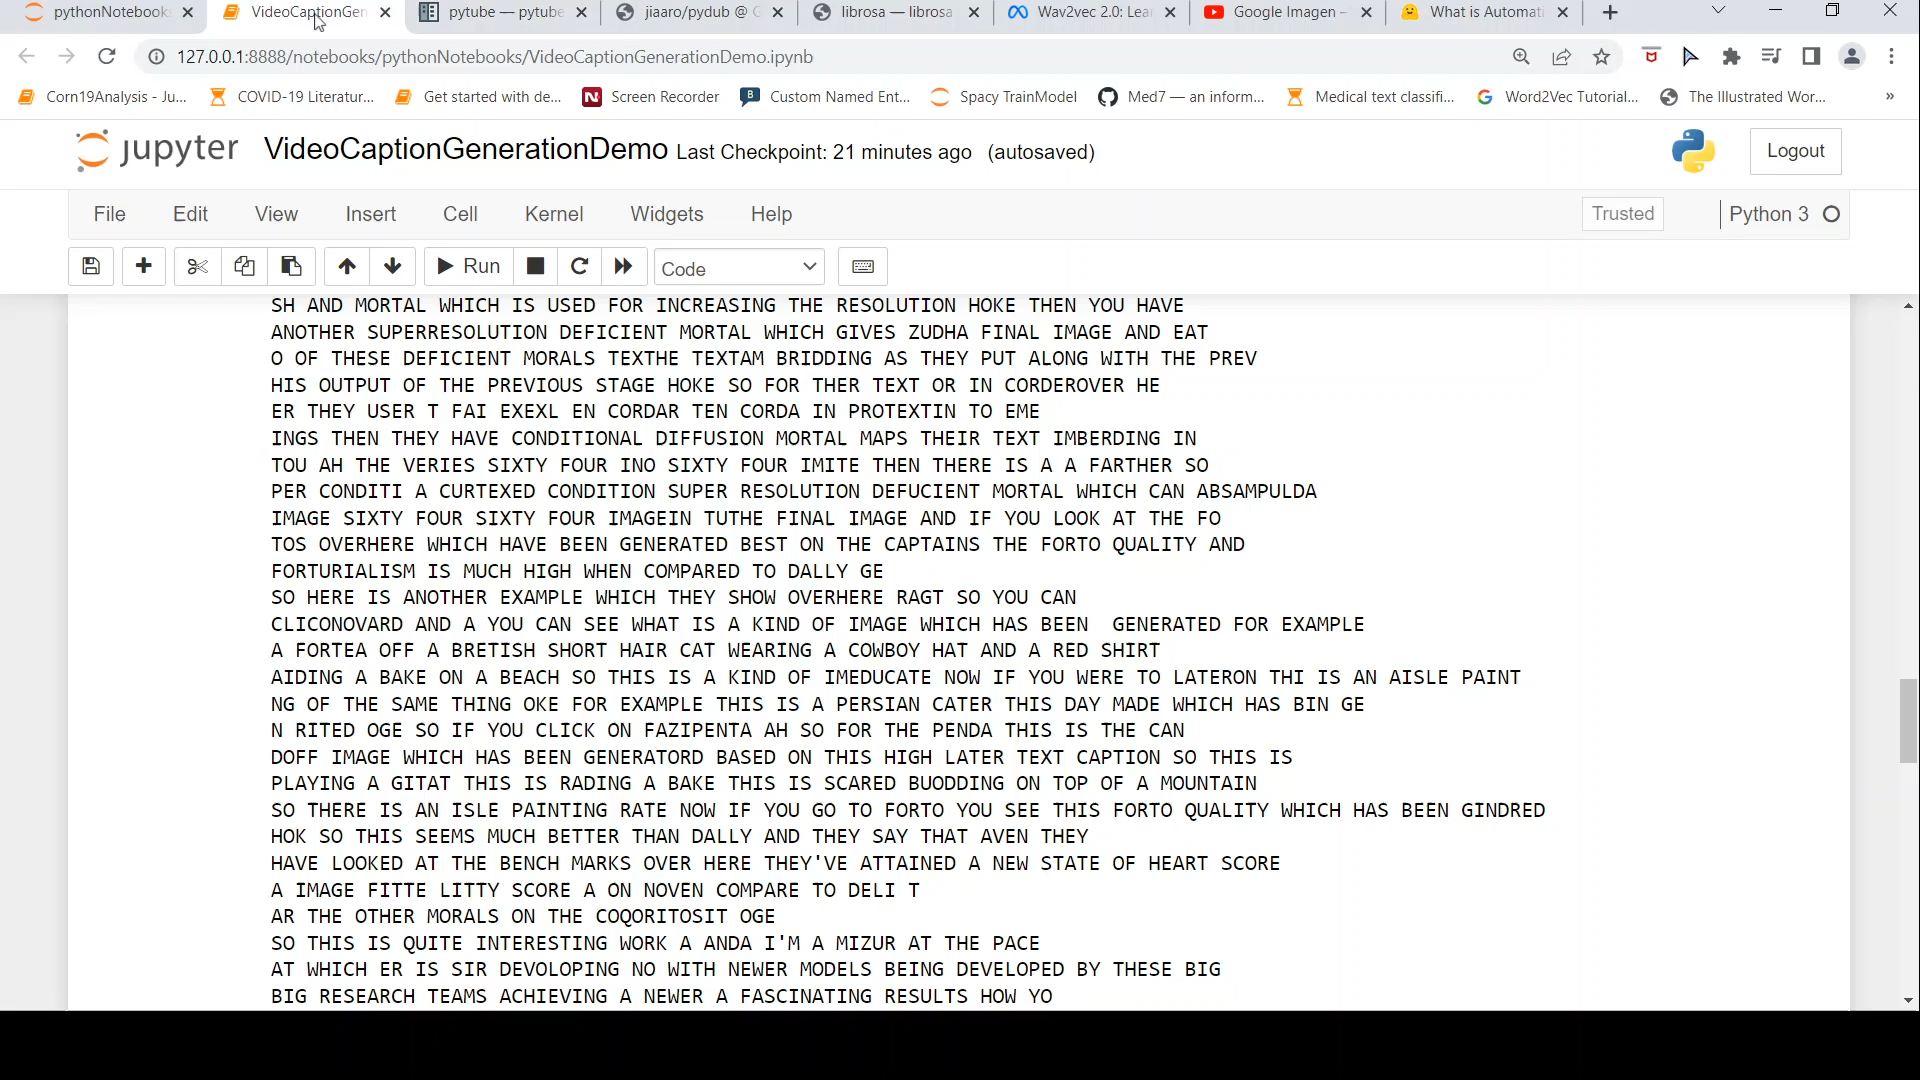 pythonNotebook
VideoCaptionGen
pytube — pytube
jiaaro/pydub @ G
librosa — librosa
Wav2vec 2.0: Lea
Google Imagen -
What is Automat
127.0.0.1:8888/notebooks/pythonNotebooks/VideoCaptionGenerationDemo.ipynb
Corn19Analysis - Ju...
COVID-19 Literatur...
Get started with de...
Screen Recorder
Custom Named Ent...
Spacy TrainModel
Med7 — an inform...
Medical text classifi...
Word2Vec Tutorial...
The Illustrated Wor...
»
jupyter VideoCaptionGenerationDemo Last Checkpoint: 21 minutes ago (autosaved)
Logout
File Edit View Insert Cell Kernel Widgets Help
Trusted
Python 3
Run
Code
SH AND MORTAL WHICH IS USED FOR INCREASING THE RESOLUTION HOKE THEN YOU HAVE
ANOTHER SUPERRESOLUTION DEFICIENT MORTAL WHICH GIVES ZUDHA FINAL IMAGE AND EAT
O OF THESE DEFICIENT MORALS TEXTHE TEXTAM BRIDDING AS THEY PUT ALONG WITH THE PREV
HIS OUTPUT OF THE PREVIOUS STAGE HOKE SO FOR THER TEXT OR IN CORDEROVER HE
ER THEY USER T FAI EXEXL EN CORDAR TEN CORDA IN PROTEXTIN TO EME
INGS THEN THEY HAVE CONDITIONAL DIFFUSION MORTAL MAPS THEIR TEXT IMBERDING IN
TOU AH THE VERIES SIXTY FOUR INO SIXTY FOUR IMITE THEN THERE IS A A FARTHER SO
PER CONDITI A CURTEXED CONDITION SUPER RESOLUTION DEFUCIENT MORTAL WHICH CAN ABSAMPULDA
IMAGE SIXTY FOUR SIXTY FOUR IMAGEIN TUTHE FINAL IMAGE AND IF YOU LOOK AT THE FO
TOS OVERHERE WHICH HAVE BEEN GENERATED BEST ON THE CAPTAINS THE FORTO QUALITY AND
FORTURIALISM IS MUCH HIGH WHEN COMPARED TO DALLY GE
SO HERE IS ANOTHER EXAMPLE WHICH THEY SHOW OVERHERE RAGT SO YOU CAN
CLICONOVARD AND A YOU CAN SEE WHAT IS A KIND OF IMAGE WHICH HAS BEEN  GENERATED FOR EXAMPLE
A FORTEA OFF A BRETISH SHORT HAIR CAT WEARING A COWBOY HAT AND A RED SHIRT
AIDING A BAKE ON A BEACH SO THIS IS A KIND OF IMEDUCATE NOW IF YOU WERE TO LATERON THI IS AN AISLE PAINT
NG OF THE SAME THING OKE FOR EXAMPLE THIS IS A PERSIAN CATER THIS DAY MADE WHICH HAS BIN GE
N RITED OGE SO IF YOU CLICK ON FAZIPENTA AH SO FOR THE PENDA THIS IS THE CAN
DOFF IMAGE WHICH HAS BEEN GENERATORD BASED ON THIS HIGH LATER TEXT CAPTION SO THIS IS
PLAYING A GITAT THIS IS RADING A BAKE THIS IS SCARED BUODDING ON TOP OF A MOUNTAIN
SO THERE IS AN ISLE PAINTING RATE NOW IF YOU GO TO FORTO YOU SEE THIS FORTO QUALITY WHICH HAS BEEN GINDRED
HOK SO THIS SEEMS MUCH BETTER THAN DALLY AND THEY SAY THAT AVEN THEY
HAVE LOOKED AT THE BENCH MARKS OVER HERE THEY'VE ATTAINED A NEW STATE OF HEART SCORE
A IMAGE FITTE LITTY SCORE A ON NOVEN COMPARE TO DELI T
AR THE OTHER MORALS ON THE COQORITOSIT OGE
SO THIS IS QUITE INTERESTING WORK A ANDA I'M A MIZUR AT THE PACE
AT WHICH ER IS SIR DEVOLOPING NO WITH NEWER MODELS BEING DEVELOPED BY THESE BIG
BIG RESEARCH TEAMS ACHIEVING A NEWER A FASCINATING RESULTS HOW YO